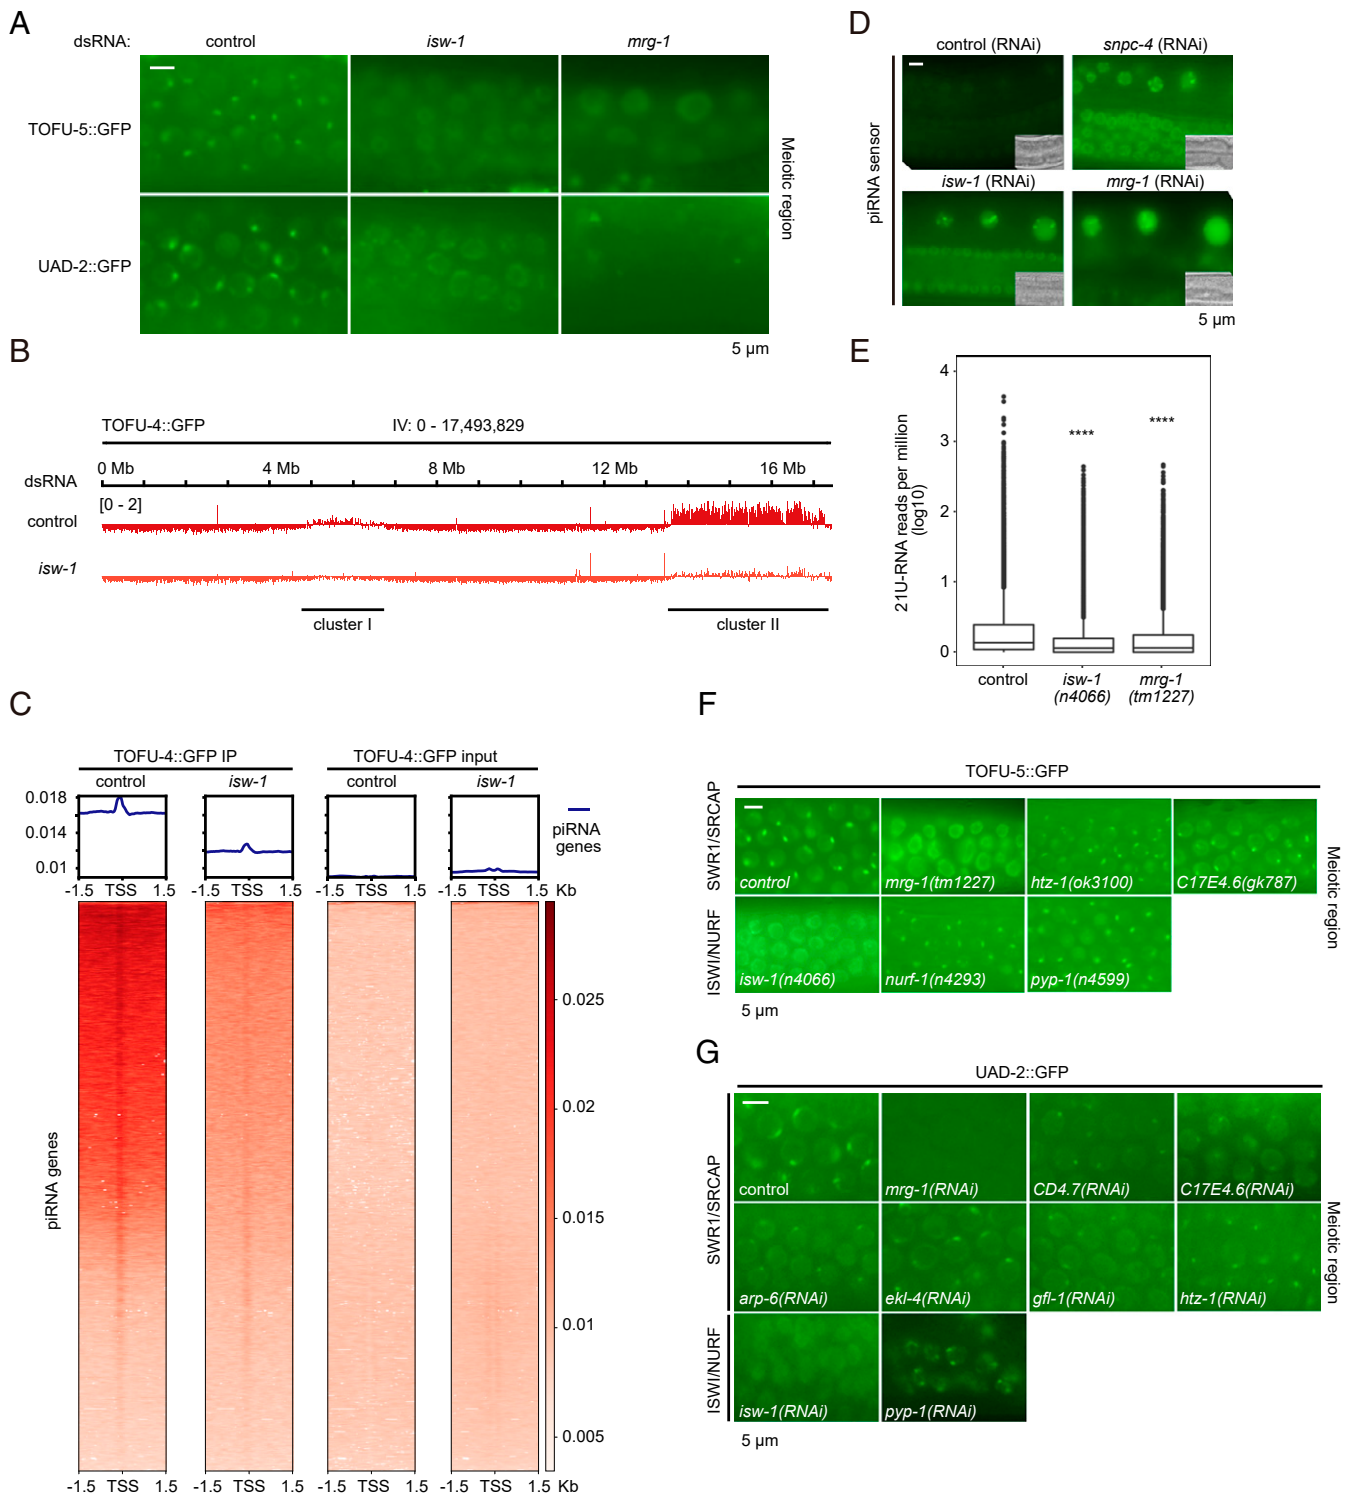 A
dsRNA: control isw-1 mrg-1
TOFU-5::GFP
UAD-2::GFP
Meiotic region
5 µm
B
TOFU-4::GFP IV: 0 - 17,493,829
0 Mb 4 Mb 8 Mb 12 Mb 16 Mb
dsRNA
[0 - 2]
control
isw-1
cluster I cluster II
C
TOFU-4::GFP IP TOFU-4::GFP input
control isw-1 control isw-1
0.018
0.014
0.01
piRNA genes
-1.5 TSS 1.5 -1.5 TSS 1.5 -1.5 TSS 1.5 -1.5 TSS 1.5 Kb
piRNA genes
0.025
0.02
0.015
0.01
0.005
-1.5 TSS 1.5 -1.5 TSS 1.5 -1.5 TSS 1.5 -1.5 TSS 1.5 Kb
D
control (RNAi) snpc-4 (RNAi)
isw-1 (RNAi) mrg-1 (RNAi)
piRNA sensor
5 µm
E
21U-RNA reads per million
(log10)
4
3
2
1
0
**** ****
control isw-1 mrg-1
(n4066) (tm1227)
F
TOFU-5::GFP
SWR1/SRCAP
control mrg-1(tm1227) htz-1(ok3100) C17E4.6(gk787)
ISWI/NURF
isw-1(n4066) nurf-1(n4293) pyp-1(n4599)
Meiotic region
5 µm
G
UAD-2::GFP
SWR1/SRCAP
control mrg-1(RNAi) CD4.7(RNAi) C17E4.6(RNAi)
arp-6(RNAi) ekl-4(RNAi) gfl-1(RNAi) htz-1(RNAi)
ISWI/NURF
isw-1(RNAi) pyp-1(RNAi)
Meiotic region
5 µm